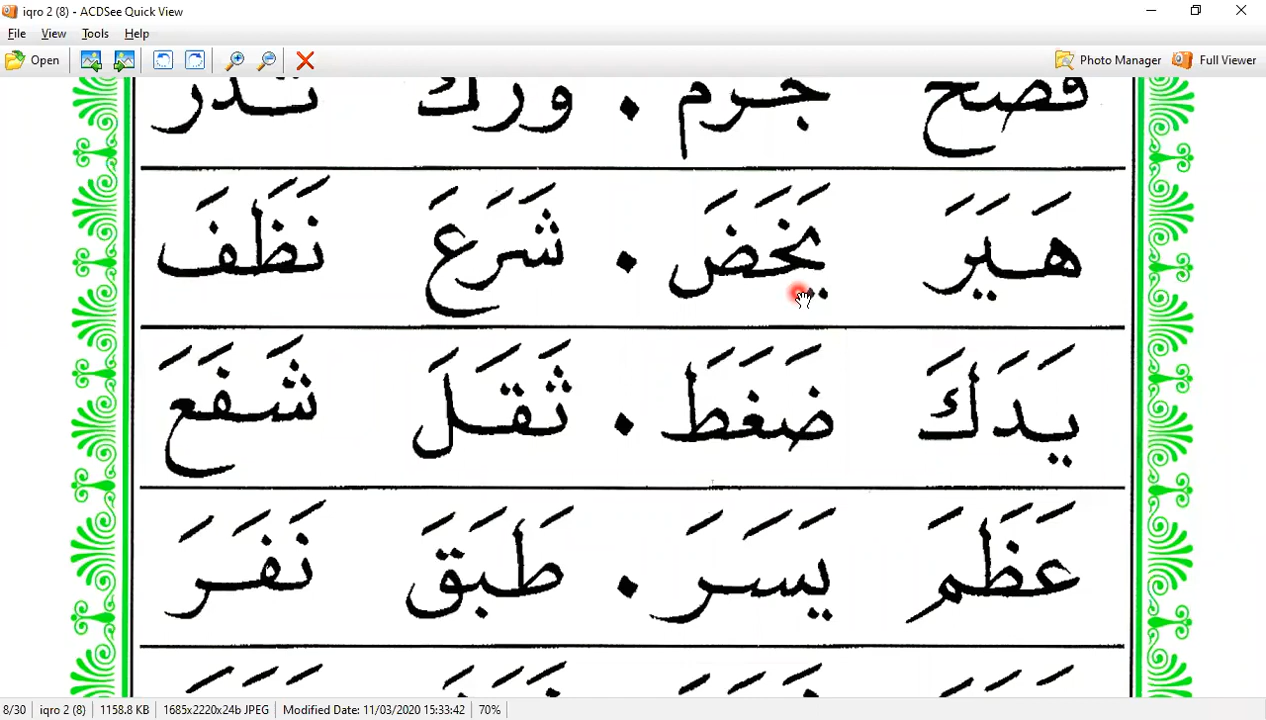 iqro 2 (8) - ACDSee Quick View
File View Tools Help
Open Photo Manager Full Viewer
هَيَرَ يَخَضَ • شَرَعَ نَظَفَ
يَدَكَ ضَغَطَ • ثَقَلَ شَفَعَ
عَظَمَ يَسَرَ • طَبَقَ نَفَرَ
8/30 iqro 2 (8) 1158.8 KB 1685x2220x24b JPEG Modified Date: 11/03/2020 15:33:42 70%